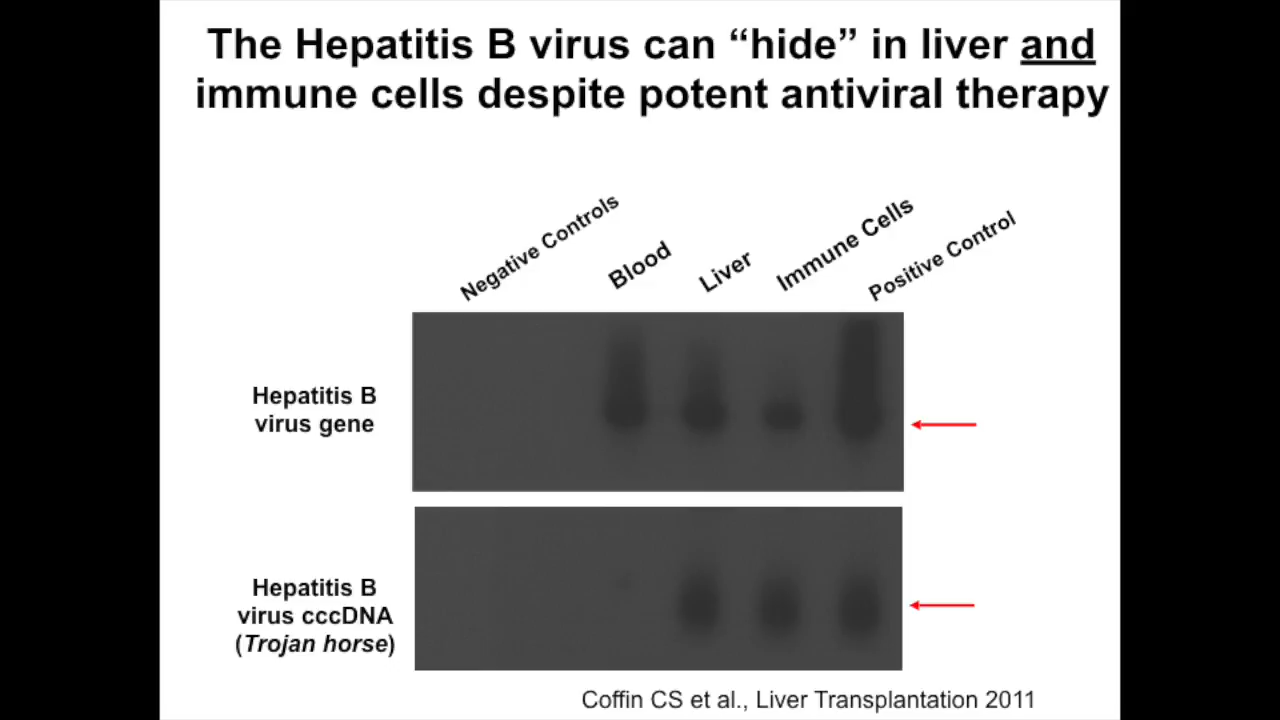 The Hepatitis B virus can “hide” in liver and
immune cells despite potent antiviral therapy
Negative Controls
Blood
Liver
Immune Cells
Positive Control
Hepatitis B
virus gene
Hepatitis B
virus cccDNA
(Trojan horse)
Coffin CS et al., Liver Transplantation 2011